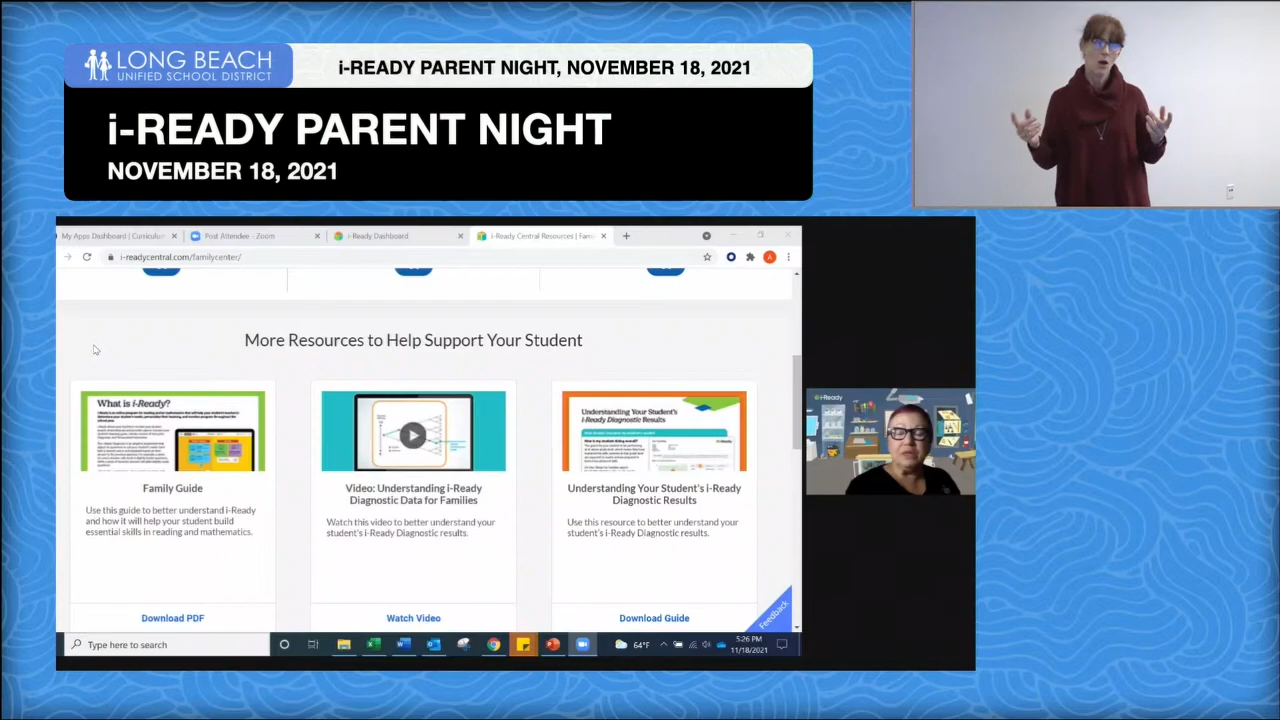 LONG BEACH
UNIFIED SCHOOL DISTRICT
i-READY PARENT NIGHT, NOVEMBER 18, 2021
i-READY PARENT NIGHT
NOVEMBER 18, 2021
My Apps Dashboard | Curriculum
Post Attendee - Zoom
i-Ready Dashboard
i-Ready Central Resources | Fami
i-readycentral.com/familycenter/
A
More Resources to Help Support Your Student
What is i-Ready?
Understanding Your Student's
i-Ready Diagnostic Results
i-Ready
Family Guide
Use this guide to better understand i-Ready
and how it will help your student build
essential skills in reading and mathematics.
Download PDF
Video: Understanding i-Ready
Diagnostic Data for Families
Watch this video to better understand your
student's i-Ready Diagnostic results.
Watch Video
Understanding Your Student's i-Ready
Diagnostic Results
Use this resource to better understand your
student's i-Ready Diagnostic results.
Download Guide
Feedback
Type here to search
64°F
5:26 PM
11/18/2021